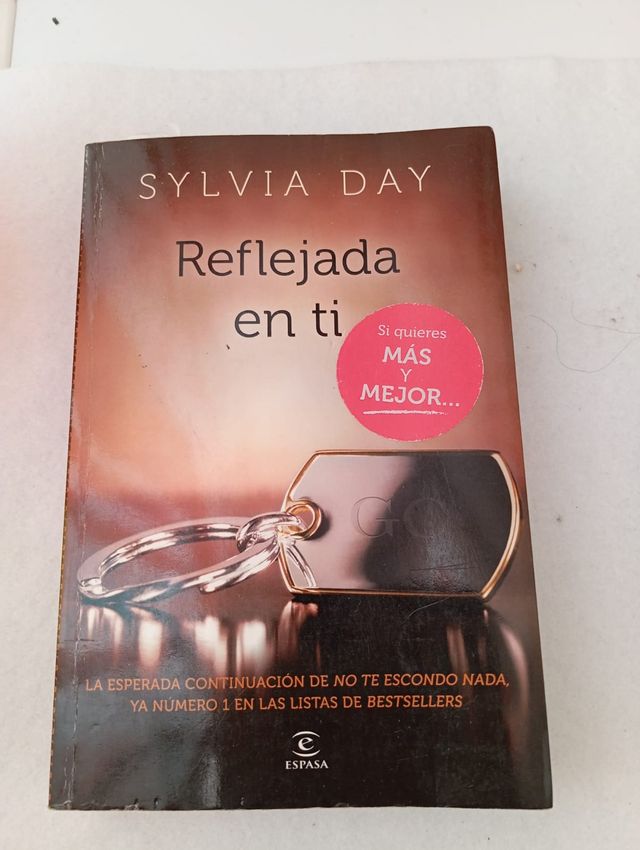 SYLVIA DAY
Reflejada
en ti
Si quieres
MÁS
Y
MEJOR...
GC
LA ESPERADA CONTINUACIÓN DE NO TE ESCONDO NADA,
YA NÚMERO 1 EN LAS LISTAS DE BESTSELLERS
e
ESPASA